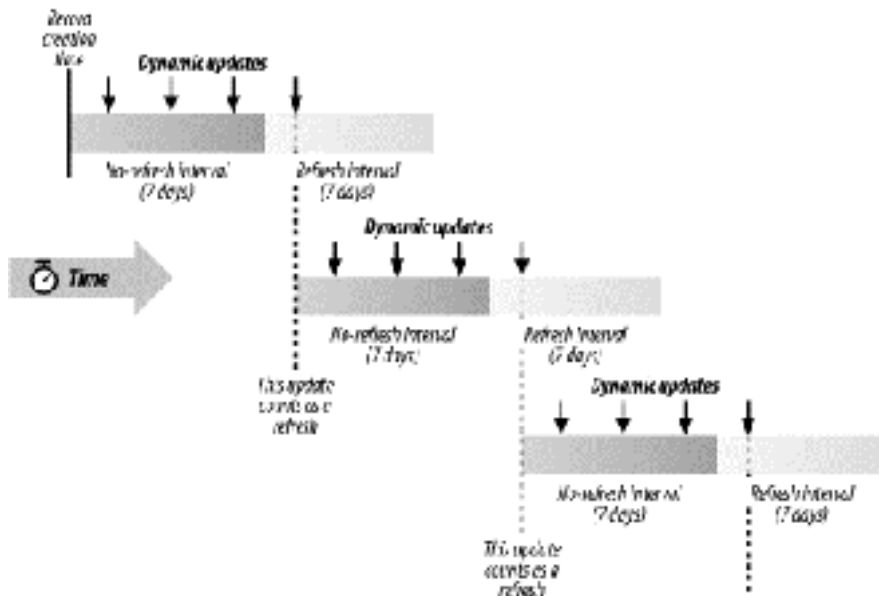 Record
creation
time
Dynamic updates
No-refresh interval
(7 days)
Refresh interval
(7 days)
Time
Dynamic updates
No-refresh interval
(7 days)
Refresh interval
(7 days)
This update
counts as a
refresh
Dynamic updates
No-refresh interval
(7 days)
Refresh interval
(7 days)
This update
counts as a
refresh